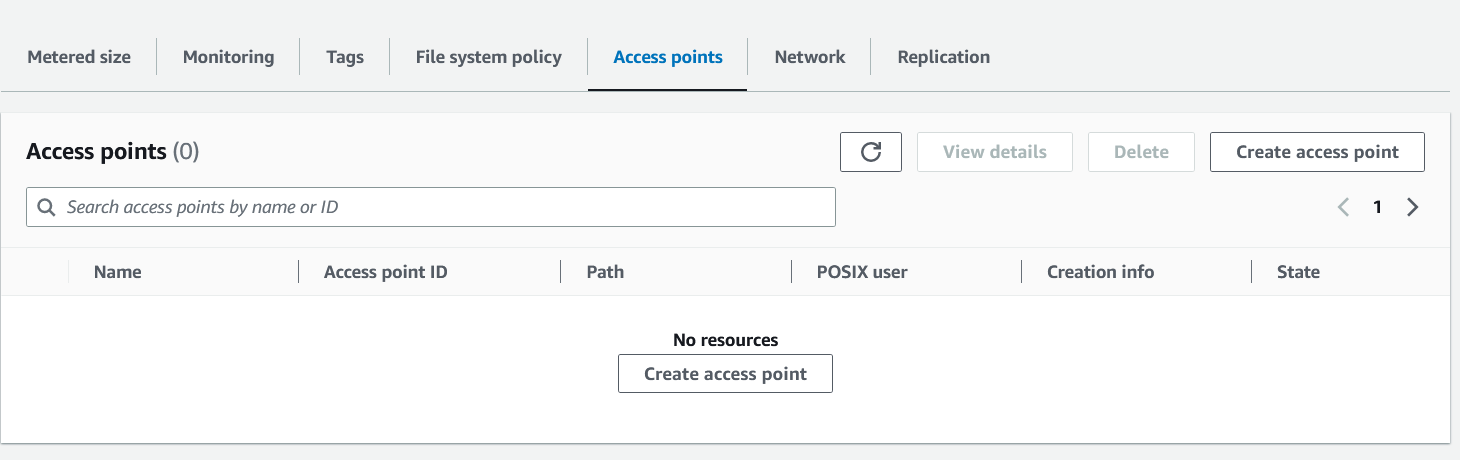 Metered size Monitoring Tags File system policy Access points Network Replication
Access points (0) View details Delete Create access point
Search access points by name or ID 1
Name Access point ID Path POSIX user Creation info State
No resources
Create access point